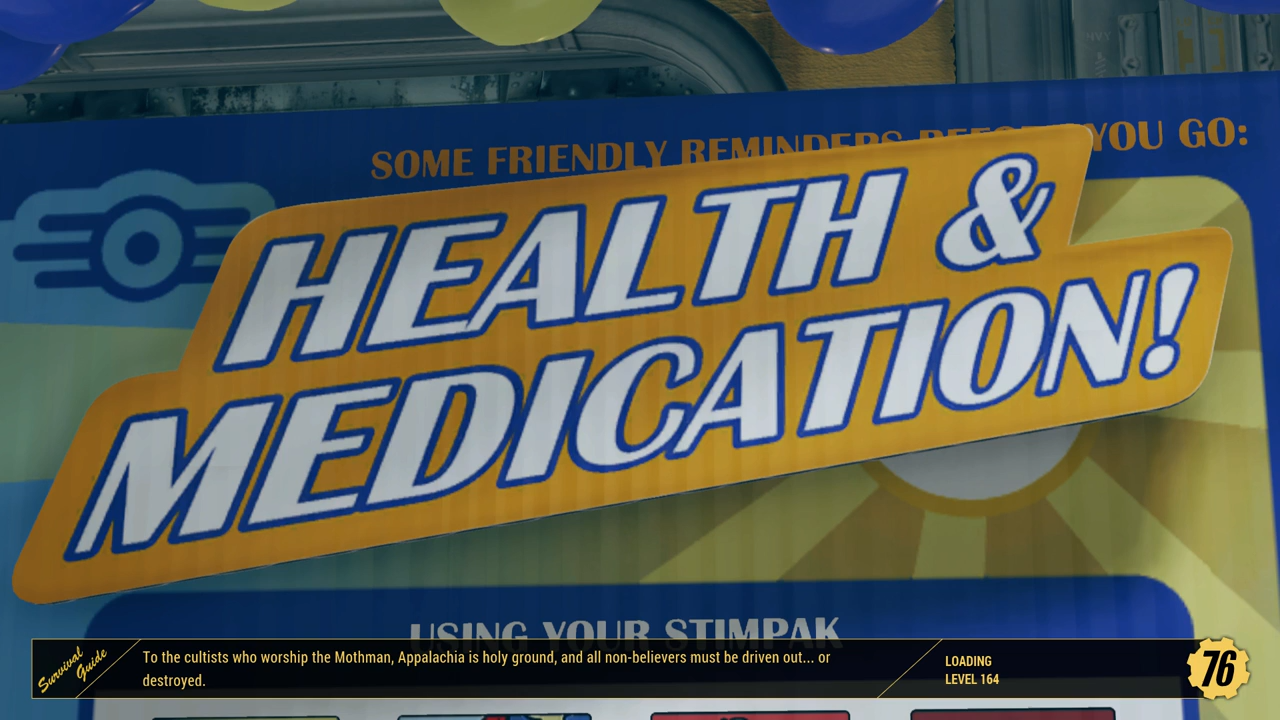 SOME FRIENDLY REMINDERS BEFORE YOU GO:
HEALTH &
MEDICATION!
USING YOUR STIMPAK
Survival
Guide
To the cultists who worship the Mothman, Appalachia is holy ground, and all non-believers must be driven out... or
destroyed.
LOADING
LEVEL 164
76